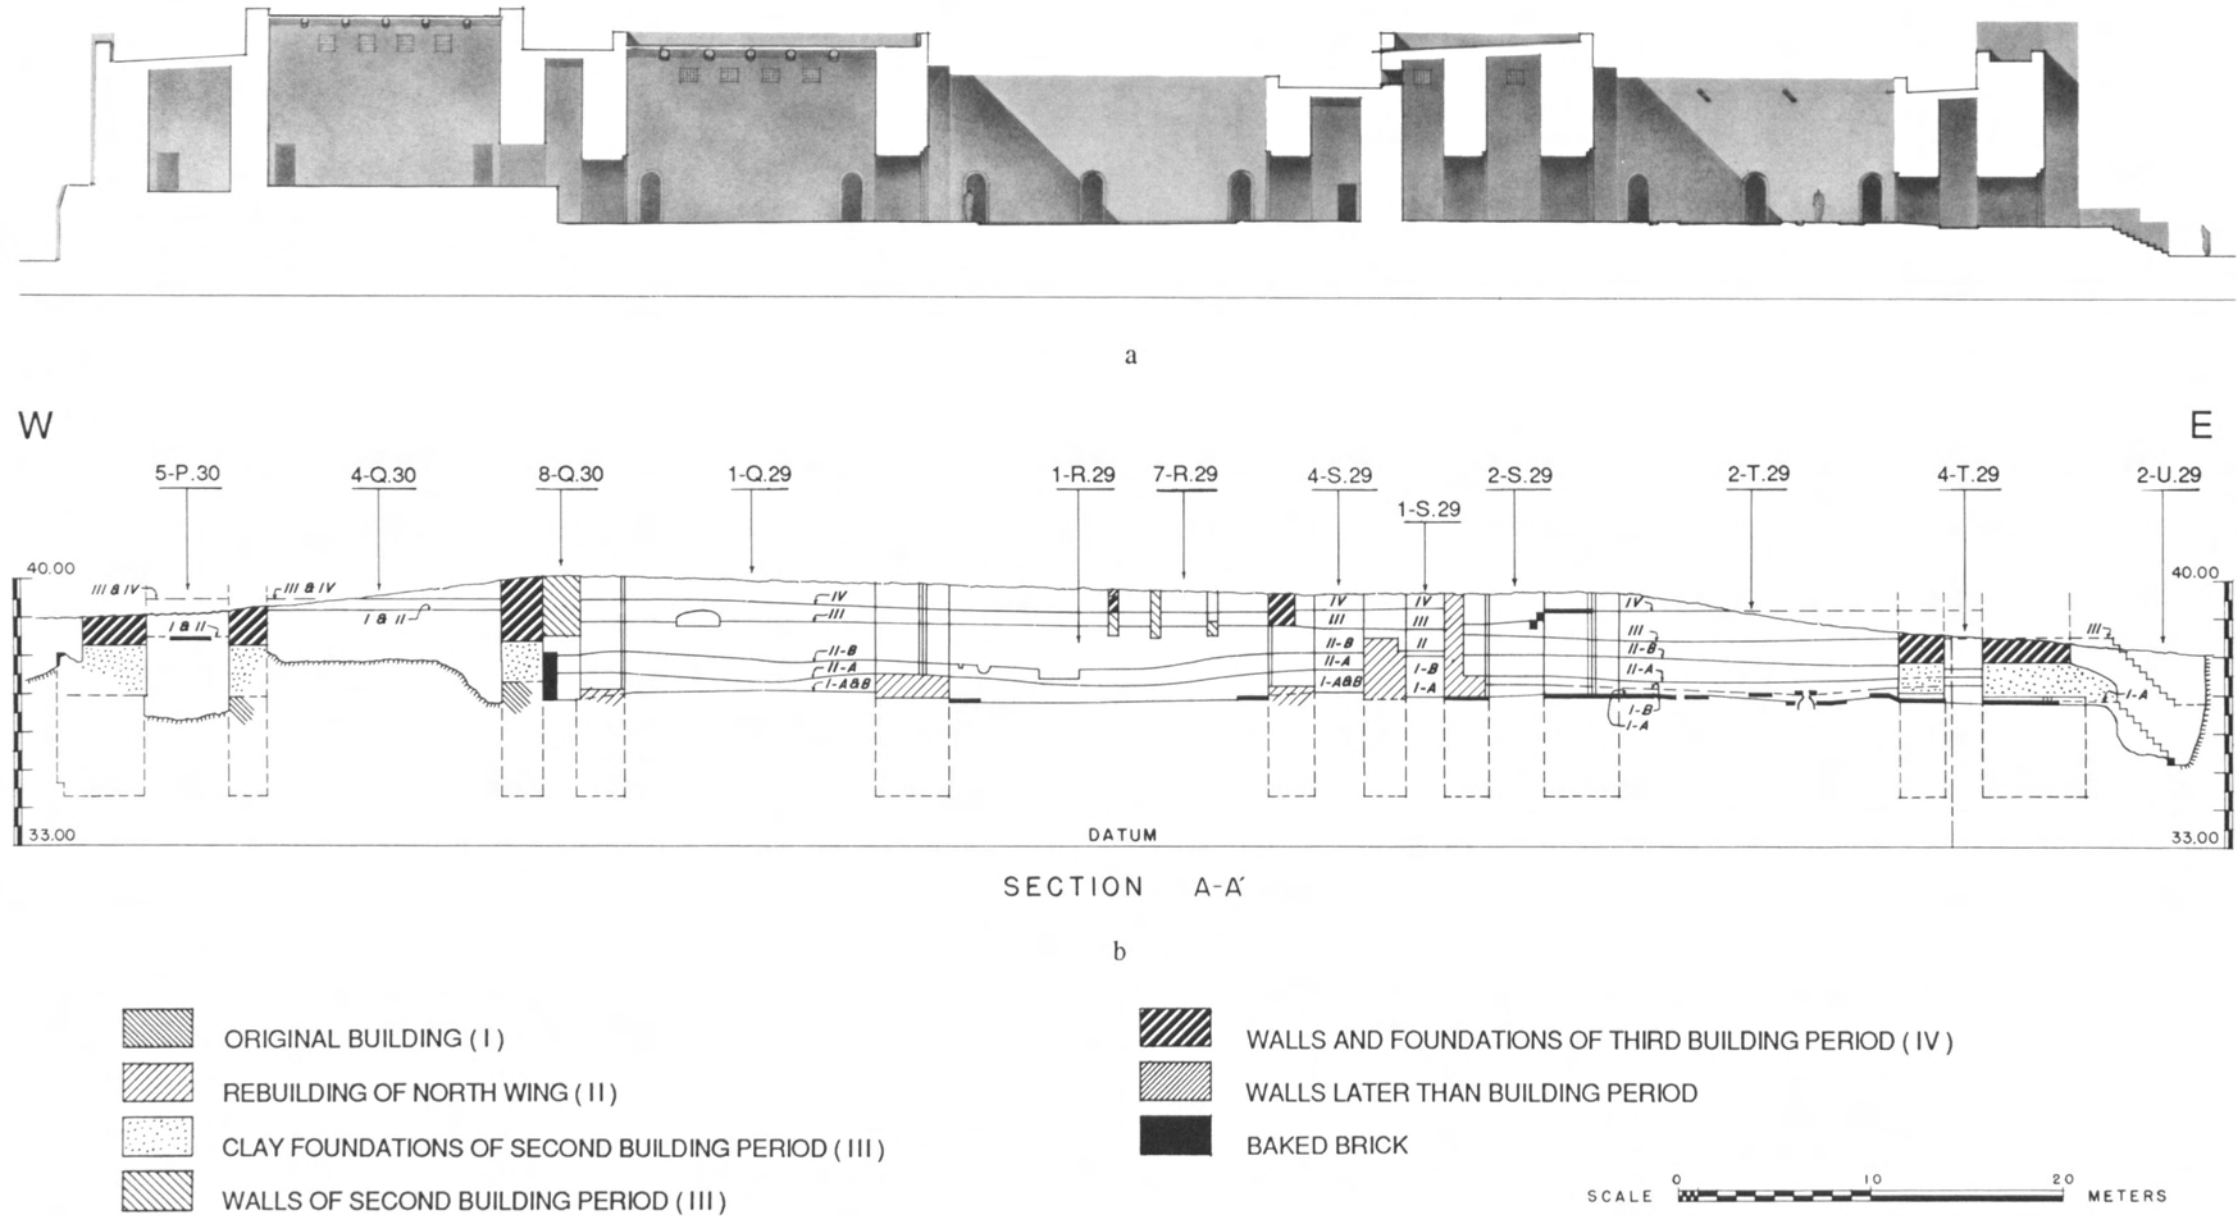 a
W E
5-P.30 4-Q.30 8-Q.30 1-Q.29 1-R.29 7-R.29 4-S.29 2-S.29 2-T.29 4-T.29 2-U.29
1-S.29
40.00 40.00
III & IV III & IV IV IV IV IV
I & II I & II III III III III III
II-B II-B II II-B
II-A II-A I-B II-A
I-A&B I-A&B I-A I-A
I-B
I-A
33.00 DATUM 33.00
SECTION A-A'
b
ORIGINAL BUILDING ( I )
REBUILDING OF NORTH WING ( II )
CLAY FOUNDATIONS OF SECOND BUILDING PERIOD ( III )
WALLS OF SECOND BUILDING PERIOD ( III )
WALLS AND FOUNDATIONS OF THIRD BUILDING PERIOD ( IV )
WALLS LATER THAN BUILDING PERIOD
BAKED BRICK
0 10 20
SCALE METERS